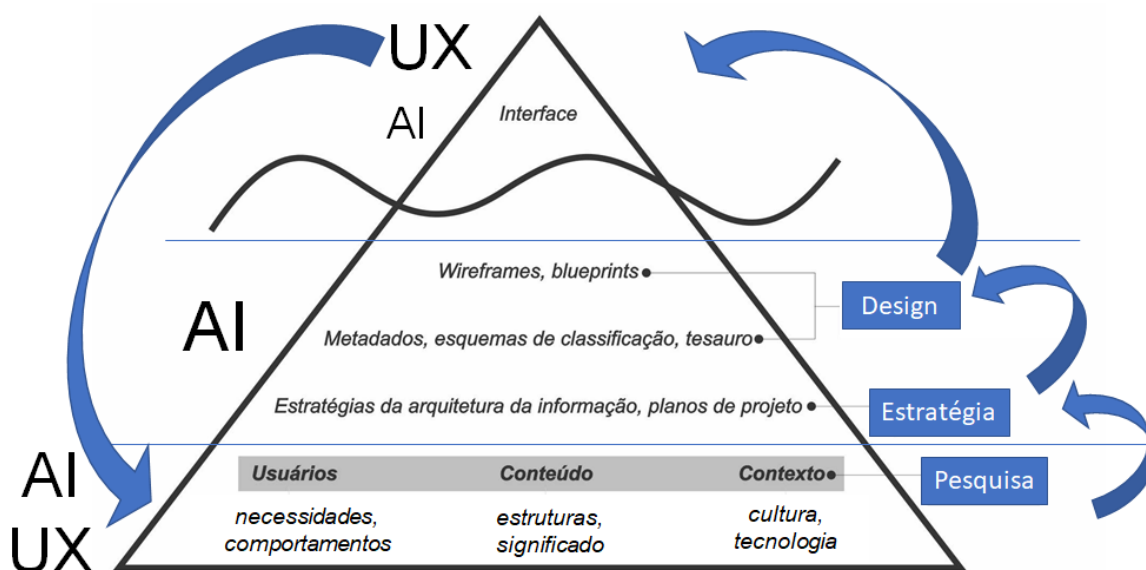 UX
AI
Interface
AI
Wireframes, blueprints
Design
Metadados, esquemas de classificação, tesauro
Estratégias da arquitetura da informação, planos de projeto
Estratégia
AI
UX
Usuários Conteúdo Contexto
Pesquisa
necessidades, estruturas, cultura,
comportamentos significado tecnologia